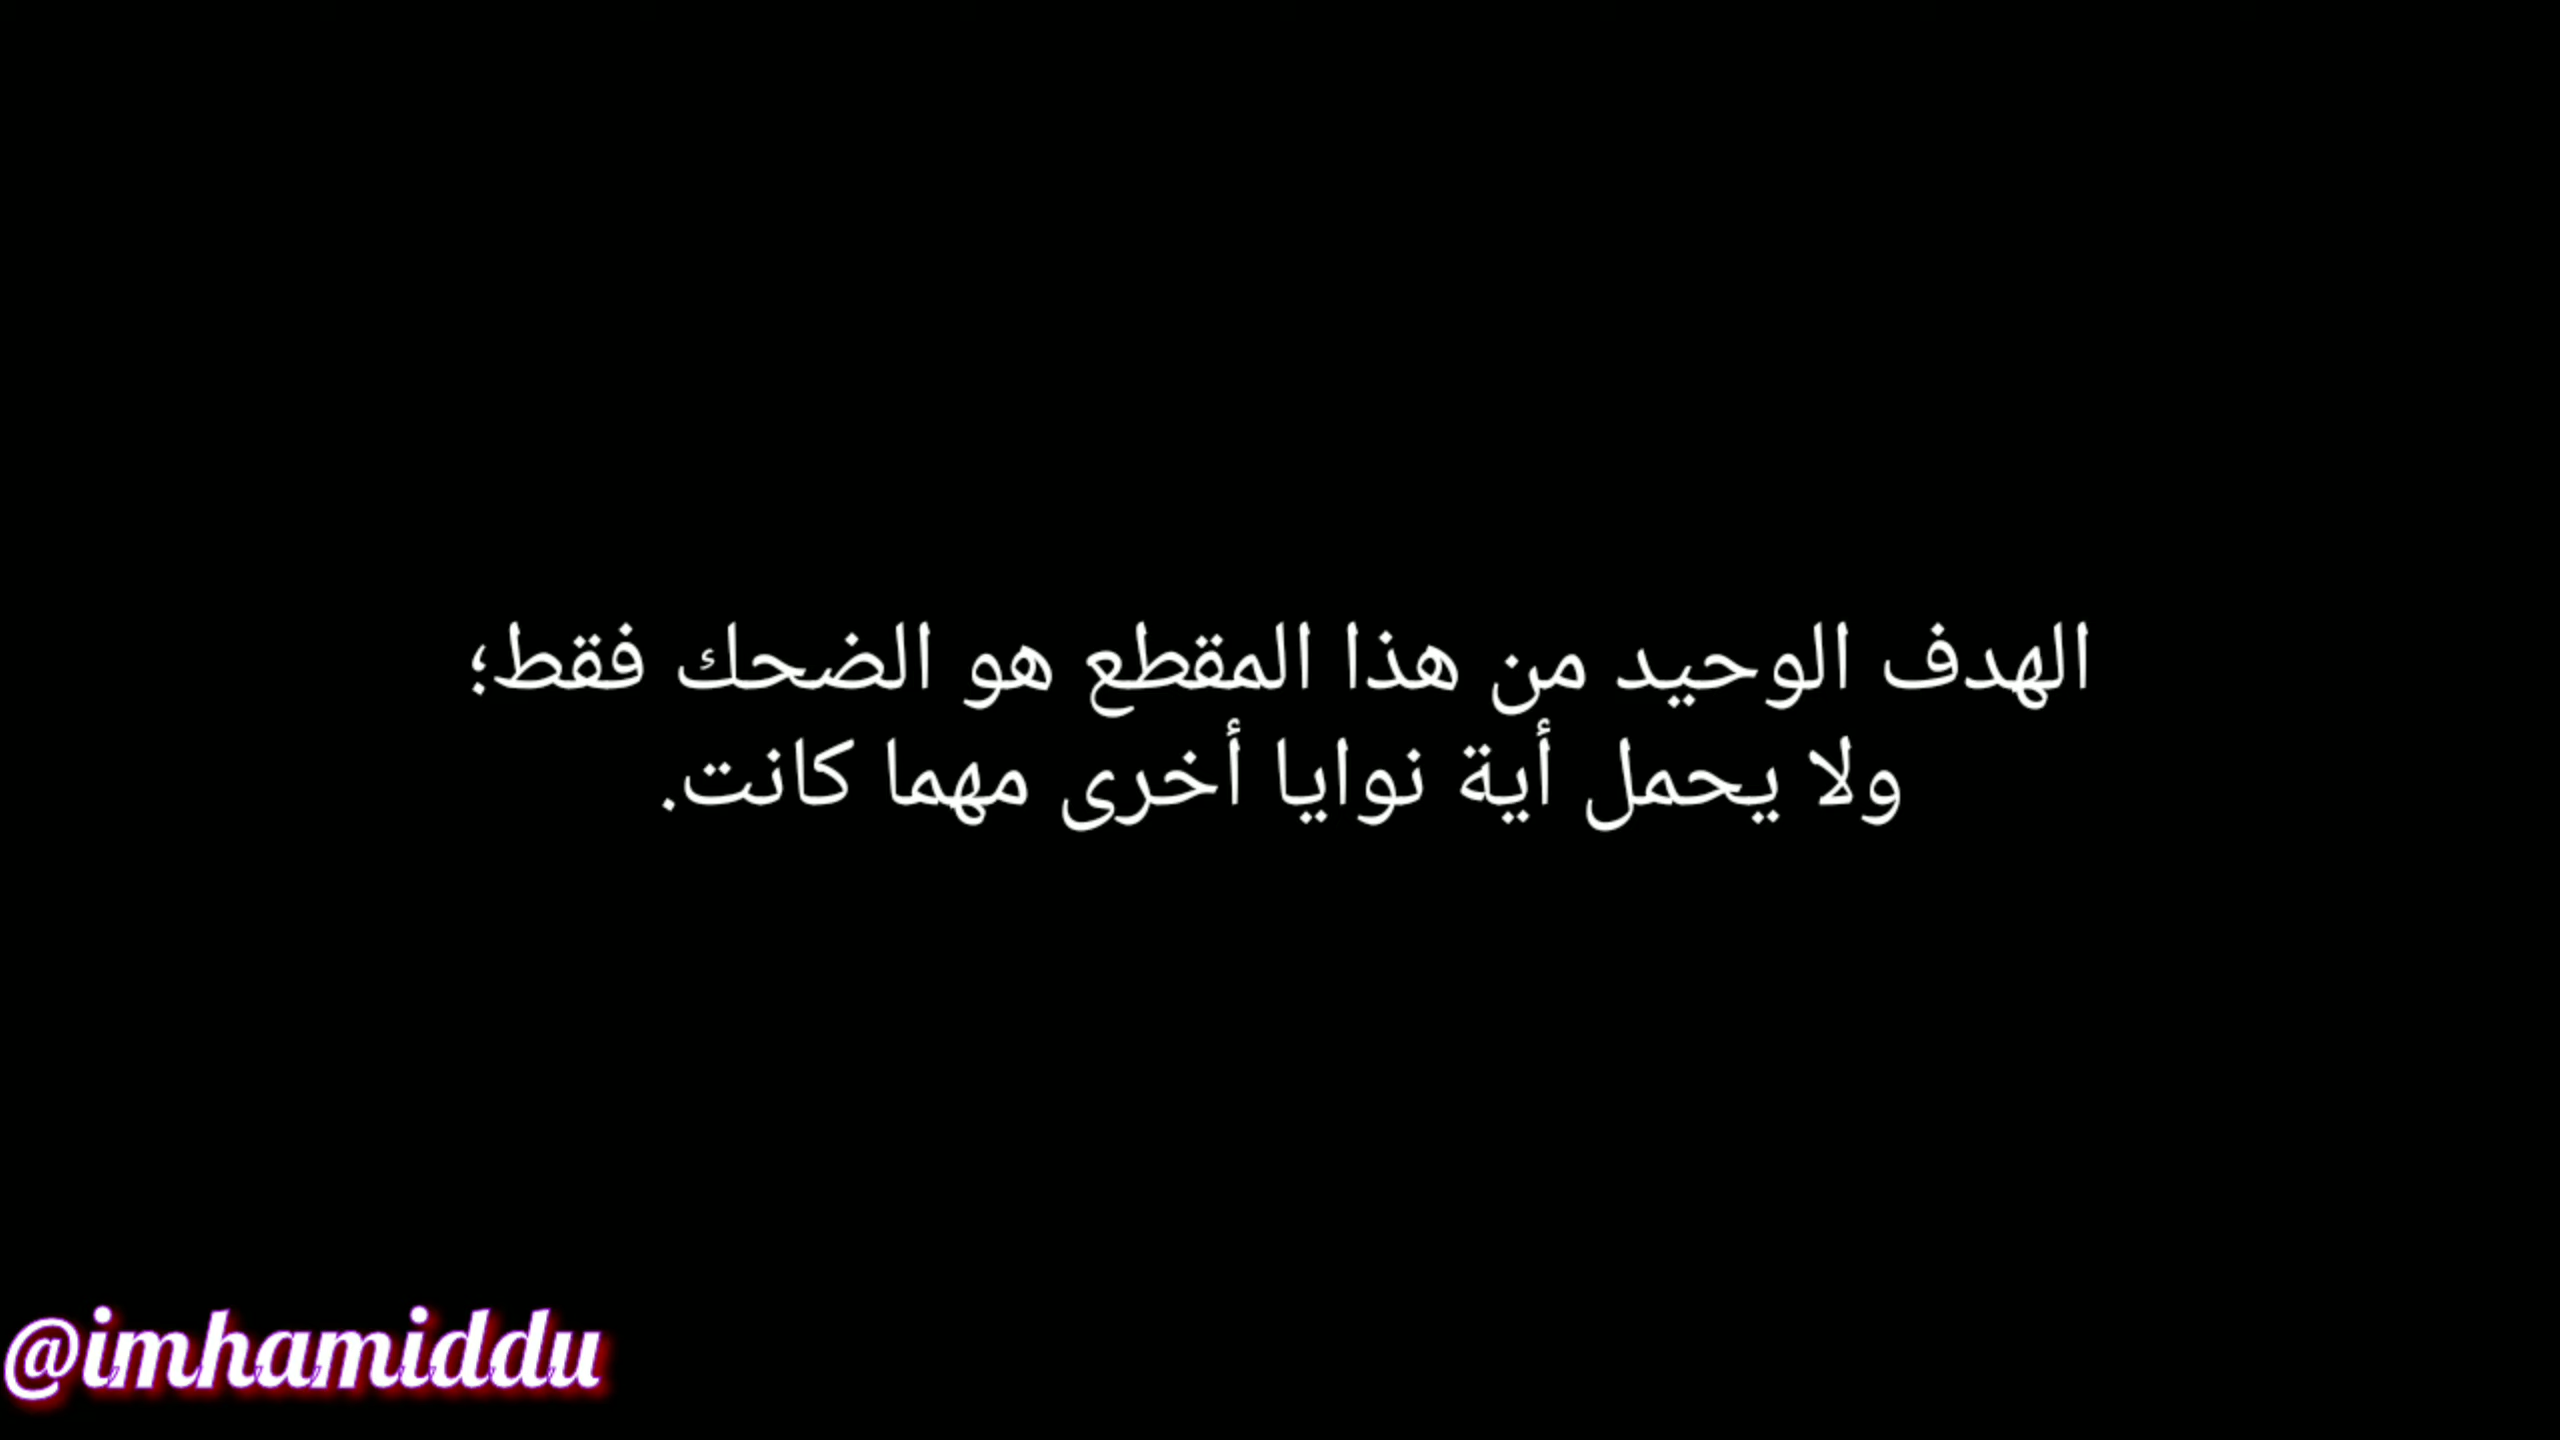 الهدف الوحيد من هذا المقطع هو الضحك فقط؛
ولا يحمل أية نوايا أخرى مهما كانت.
@imhamiddu